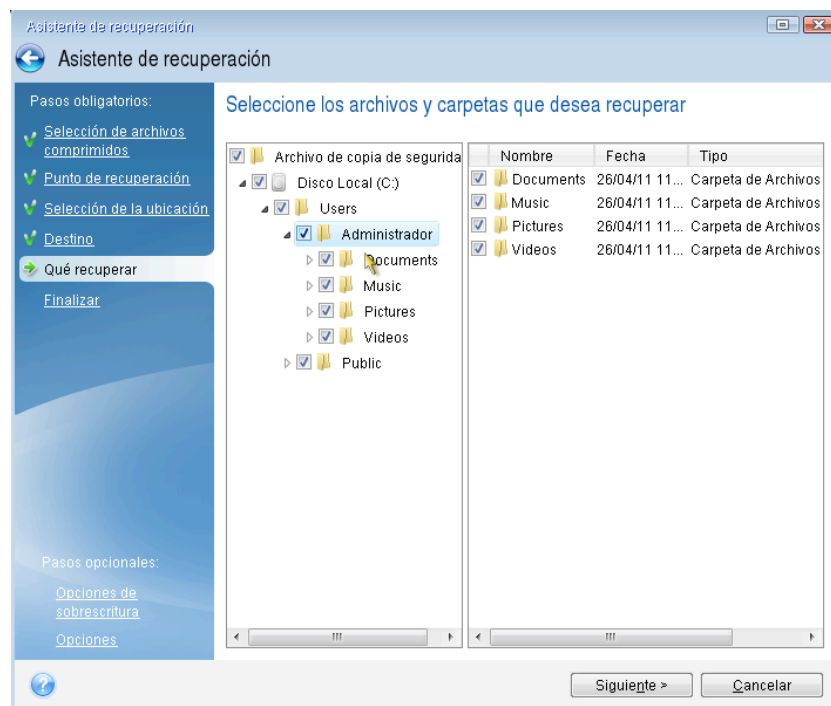 Asistente de recuperación
Asistente de recuperación
Pasos obligatorios:
Selección de archivos
comprimidos
Punto de recuperación
Selección de la ubicación
Destino
Qué recuperar
Finalizar
Pasos opcionales:
Opciones de
sobrescritura
Opciones
Seleccione los archivos y carpetas que desea recuperar
Archivo de copia de segurida
Disco Local (C:)
Users
Administrador
Documents
Music
Pictures
Videos
Public
Nombre Fecha Tipo
Documents 26/04/11 11... Carpeta de Archivos
Music 26/04/11 11... Carpeta de Archivos
Pictures 26/04/11 11... Carpeta de Archivos
Videos 26/04/11 11... Carpeta de Archivos
Siguiente > Cancelar